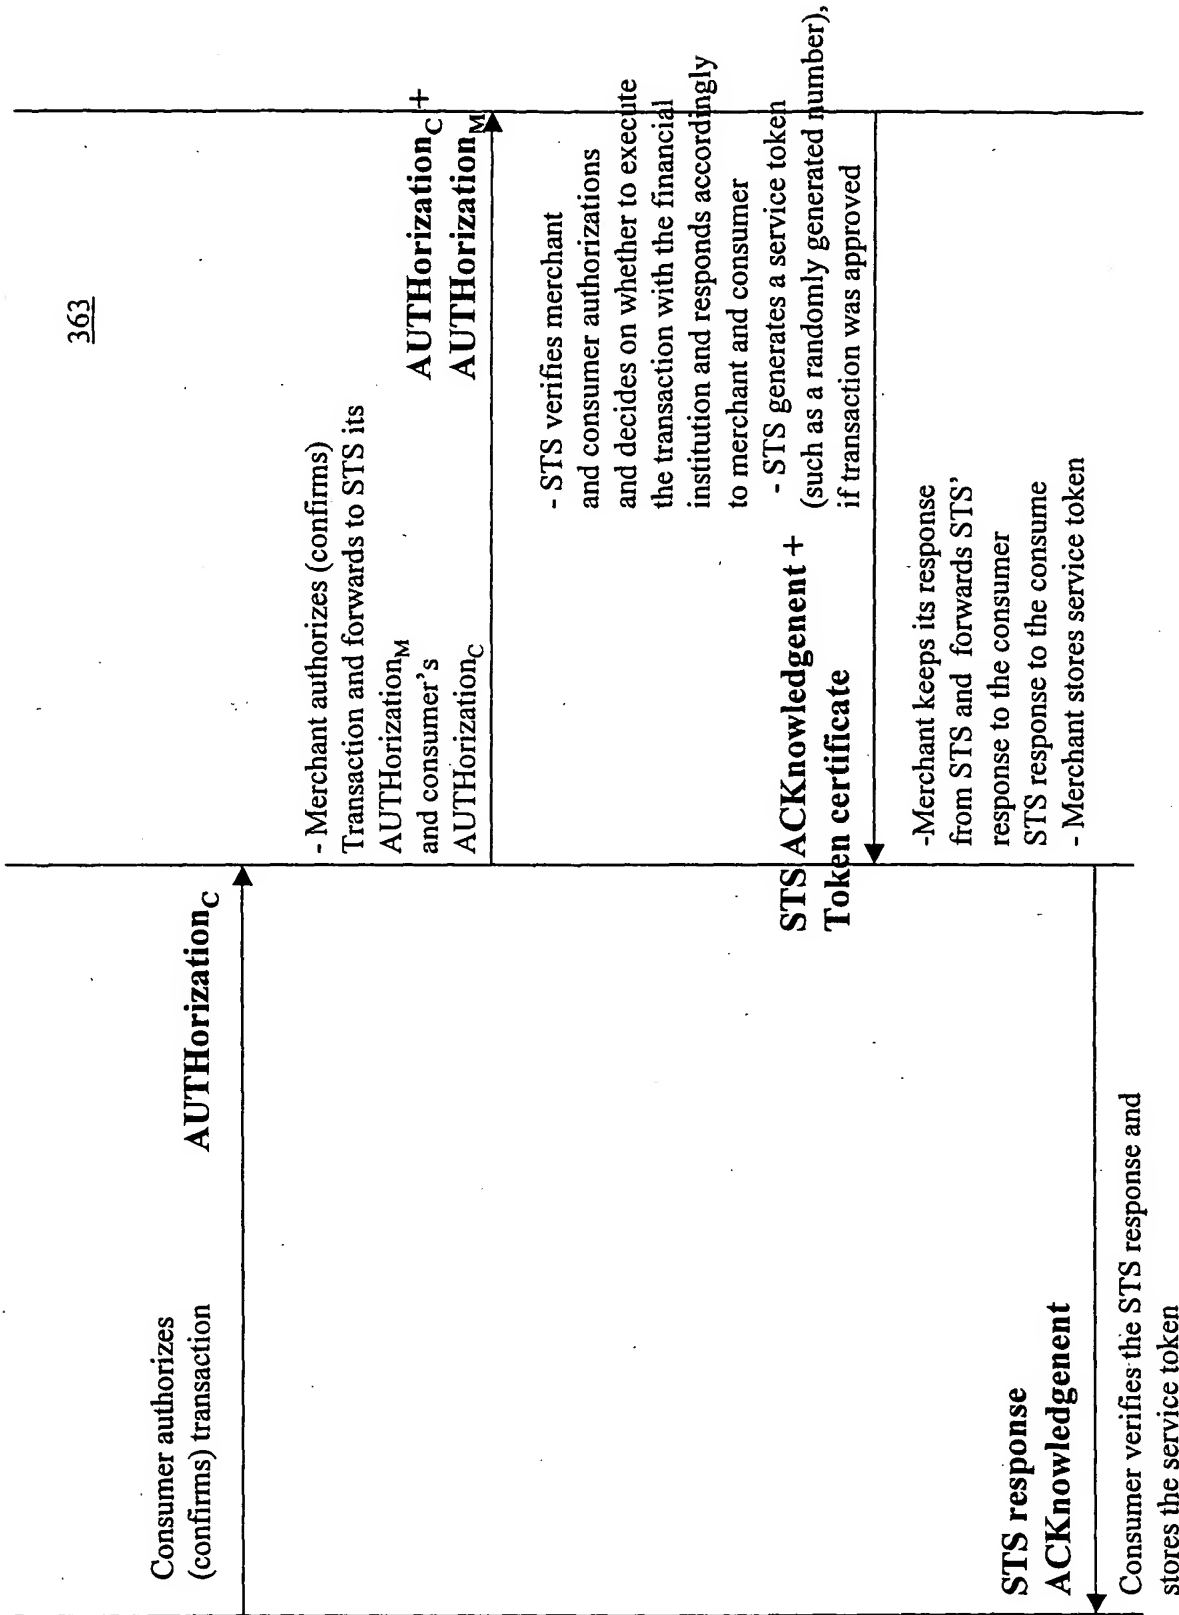 363
Consumer authorizes
(confirms) transaction
AUTHorization_C
- Merchant authorizes (confirms)
Transaction and forwards to STS its
AUTHorization_M
and consumer's
AUTHorization_C
AUTHorization_C +
AUTHorization_M
- STS verifies merchant
and consumer authorizations
and decides on whether to execute
the transaction with the financial
institution and responds accordingly
to merchant and consumer
- STS generates a service token
(such as a randomly generated number),
if transaction was approved
STS ACKnowledgenent +
Token certificate
-Merchant keeps its response
from STS and forwards STS'
response to the consumer
STS response to the consume
- Merchant stores service token
STS response
ACKnowledgenent
Consumer verifies the STS response and
stores the service token